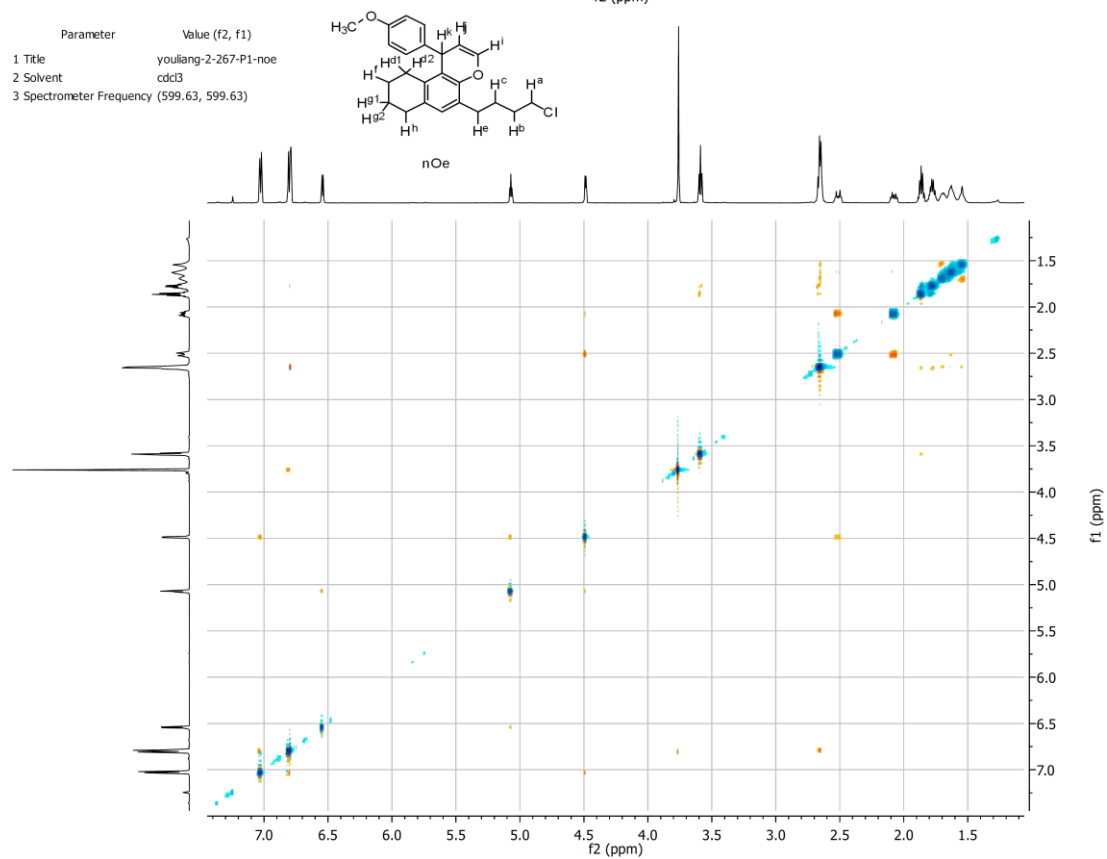 f2 (ppm)
Parameter Value (f2, f1)
1 Title youliang-2-267-P1-noe
2 Solvent cdcl3
3 Spectrometer Frequency (599.63, 599.63)
H₃C O
Hᵏ Hʲ Hⁱ
Hᵈ¹ Hᵈ²
Hᶠ O Hᶜ Hᵃ
Hᵍ¹
Hᵍ² Cl
Hʰ Hᵉ Hᵇ
nOe
1.5
2.0
2.5
3.0
3.5
4.0
4.5
5.0
5.5
6.0
6.5
7.0
f1 (ppm)
7.0 6.5 6.0 5.5 5.0 4.5 4.0 3.5 3.0 2.5 2.0 1.5
f2 (ppm)